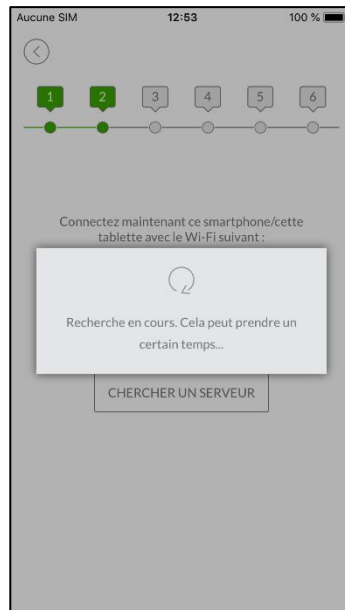 Aucune SIM 12:53 100 %
1 2 3 4 5 6
Connectez maintenant ce smartphone/cette
tablette avec le Wi-Fi suivant :
Recherche en cours. Cela peut prendre un
certain temps...
CHERCHER UN SERVEUR